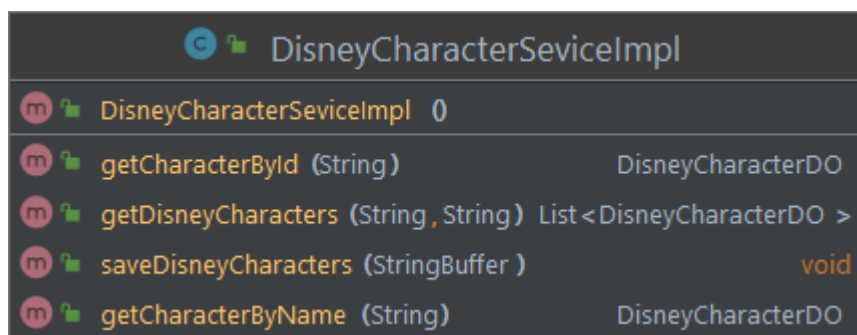 C DisneyCharacterSeviceImpl
m DisneyCharacterSeviceImpl ()
m getCharacterById (String) DisneyCharacterDO
m getDisneyCharacters (String, String) List<DisneyCharacterDO >
m saveDisneyCharacters (StringBuffer ) void
m getCharacterByName (String) DisneyCharacterDO